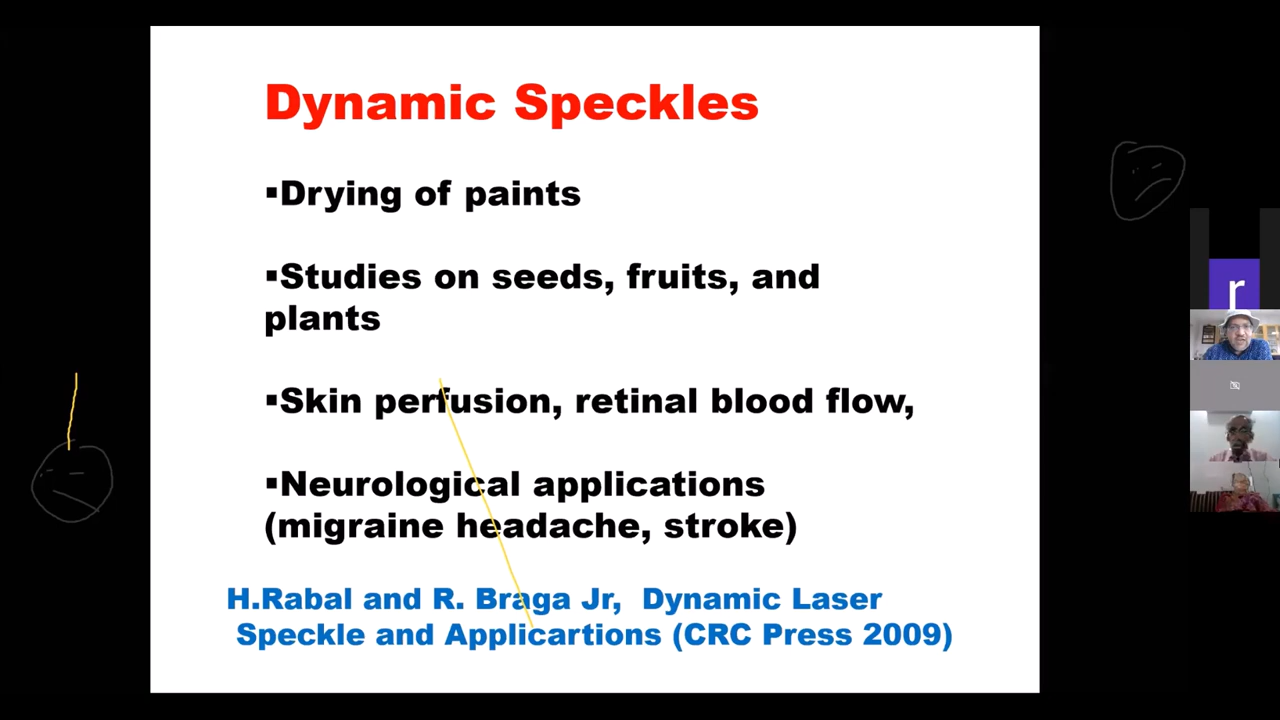 Dynamic Speckles
▪Drying of paints
▪Studies on seeds, fruits, and
plants
▪Skin perfusion, retinal blood flow,
▪Neurological applications
(migraine headache, stroke)
H.Rabal and R. Braga Jr, Dynamic Laser
Speckle and Applicartions (CRC Press 2009)
r